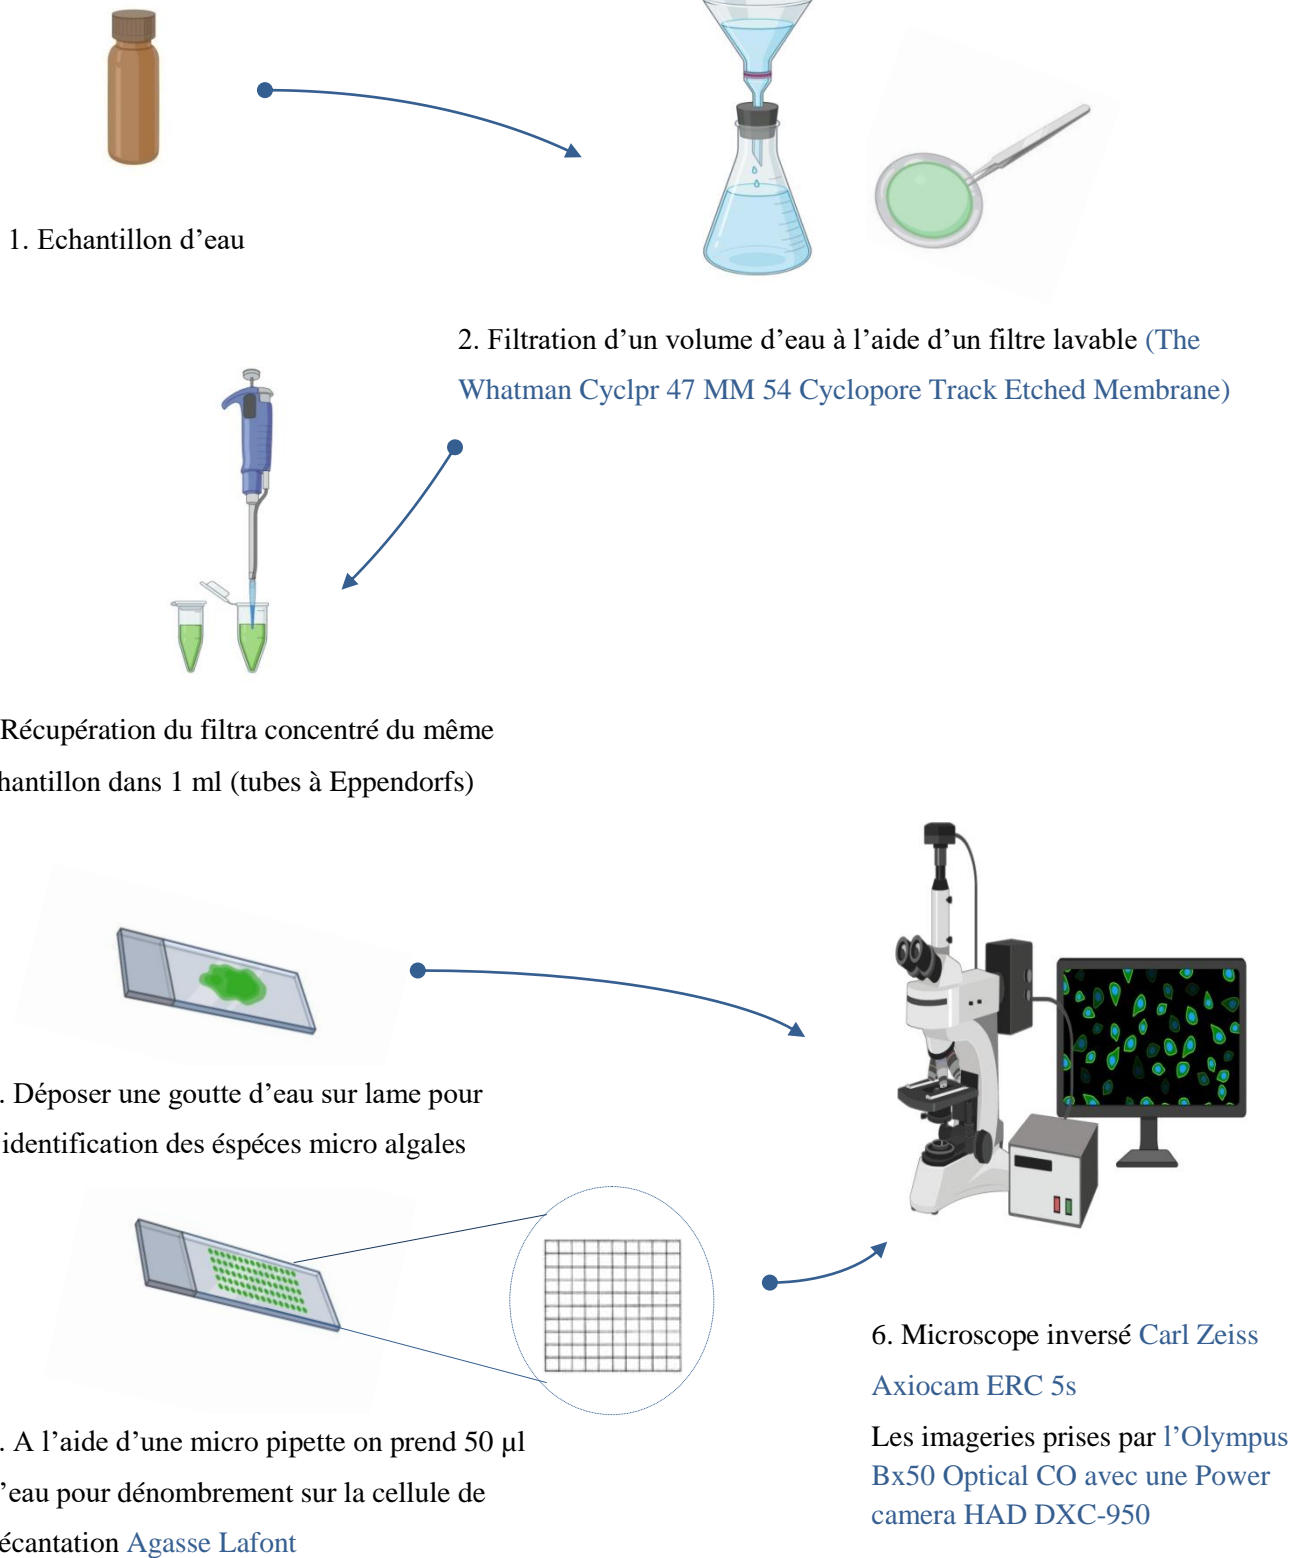 1. Echantillon d’eau
2. Filtration d’un volume d’eau à l’aide d’un filtre lavable (The
Whatman Cyclpr 47 MM 54 Cyclopore Track Etched Membrane)
Récupération du filtra concentré du même
hantillon dans 1 ml (tubes à Eppendorfs)
. Déposer une goutte d’eau sur lame pour
identification des éspéces micro algales
. A l’aide d’une micro pipette on prend 50 µl
’eau pour dénombrement sur la cellule de
écantation Agasse Lafont
6. Microscope inversé Carl Zeiss
Axiocam ERC 5s
Les imageries prises par l’Olympus
Bx50 Optical CO avec une Power
camera HAD DXC-950